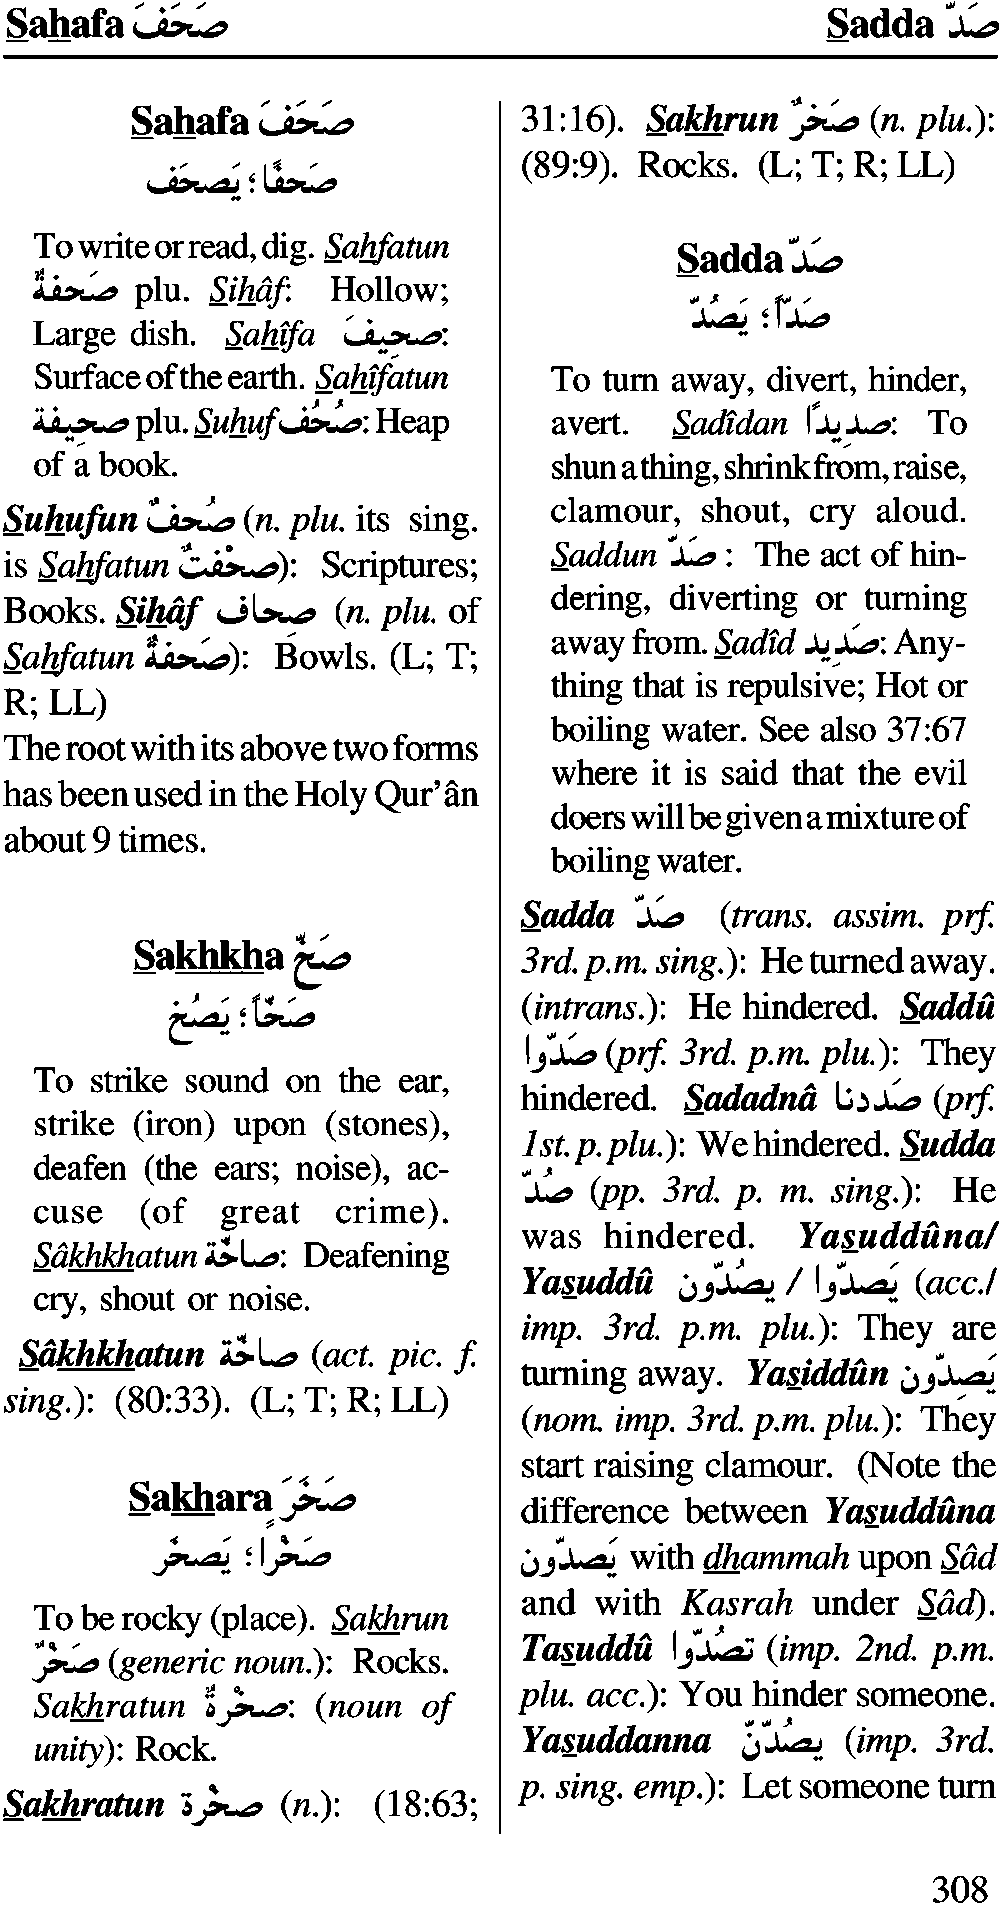 Sahafa صَحَفَ
Sadda صَدّ
Sahafa صَحَفَ
صَحفًا؛ يَصحَف
To write or read, dig. Sahfatun
صَحفةٌ plu. Sihâf: Hollow;
Large dish. Sahîfa صحِيفَ:
Surface of the earth. Sahîfatun
صحِيفة plu. Suhuf صُحُف: Heap
of a book.
Suhufun صُحفٌ (n. plu. its sing.
is Sahfatun صحْفتٌ): Scriptures;
Books. Sihâf صِحاف (n. plu. of
Sahfatun صَحفةٌ): Bowls. (L; T;
R; LL)
The root with its above two forms
has been used in the Holy Qur’ân
about 9 times.
Sakhkha صَخّ
صَخّاً؛ يَصُخ
To strike sound on the ear,
strike (iron) upon (stones),
deafen (the ears; noise), ac-
cuse (of great crime).
Sâkhkhatun صاخّة: Deafening
cry, shout or noise.
Sâkhkhatun صاخّة (act. pic. f.
sing.): (80:33). (L; T; R; LL)
Sakhara صَخَرَ
صَخْراٍ؛ يَصخَر
To be rocky (place). Sakhrun
صَخْرٌ (generic noun.): Rocks.
Sakhratun صخْرةٌ: (noun of
unity): Rock.
Sakhratun صخْرة (n.): (18:63;
31:16). Sakhrun صَخرٌ (n. plu.):
(89:9). Rocks. (L; T; R; LL)
Sadda صَدّ
صَدّاً؛ يَصُدّ
To turn away, divert, hinder,
avert. Sadîdan صدِيداً: To
shun a thing, shrink from, raise,
clamour, shout, cry aloud.
Saddun صَدّ : The act of hin-
dering, diverting or turning
away from. Sadîd صَدِيد: Any-
thing that is repulsive; Hot or
boiling water. See also 37:67
where it is said that the evil
doers will be given a mixture of
boiling water.
Sadda صَدّ (trans. assim. prf.
3rd. p.m. sing.): He turned away.
(intrans.): He hindered. Saddû
صَدّوا (prf. 3rd. p.m. plu.): They
hindered. Sadadnâ صَددنا (prf.
1st. p. plu.): We hindered. Sudda
صُدّ (pp. 3rd. p. m. sing.): He
was hindered. Yasuddûna/
Yasuddû يَصدّوا / يصُدّون (acc./
imp. 3rd. p.m. plu.): They are
turning away. Yasiddûn يَصِدّون
(nom. imp. 3rd. p.m. plu.): They
start raising clamour. (Note the
difference between Yasuddûna
يَصدّون with dhammah upon Sâd
and with Kasrah under Sâd).
Tasuddû تصُدّوا (imp. 2nd. p.m.
plu. acc.): You hinder someone.
Yasuddanna يصُدّنّ (imp. 3rd.
p. sing. emp.): Let someone turn
308